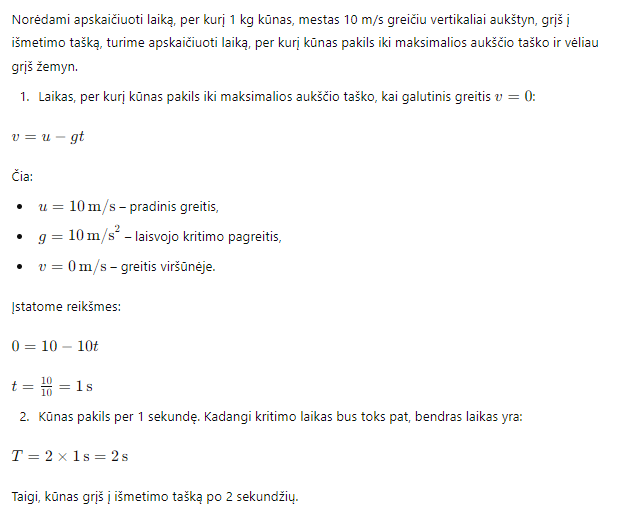 Norėdami apskaičiuoti laiką, per kurį 1 kg kūnas, mestas 10 m/s greičiu vertikaliai aukštyn, grįš į
išmetimo tašką, turime apskaičiuoti laiką, per kurį kūnas pakils iki maksimalios aukščio taško ir vėliau
grįš žemyn.
1. Laikas, per kurį kūnas pakils iki maksimalios aukščio taško, kai galutinis greitis v = 0:
v = u − gt
Čia:
• u = 10 m/s – pradinis greitis,
• g = 10 m/s² – laisvojo kritimo pagreitis,
• v = 0 m/s – greitis viršūnėje.
Įstatome reikšmes:
0 = 10 − 10t
t = 10/10 = 1 s
2. Kūnas pakils per 1 sekundę. Kadangi kritimo laikas bus toks pat, bendras laikas yra:
T = 2 × 1 s = 2 s
Taigi, kūnas grįš į išmetimo tašką po 2 sekundžių.